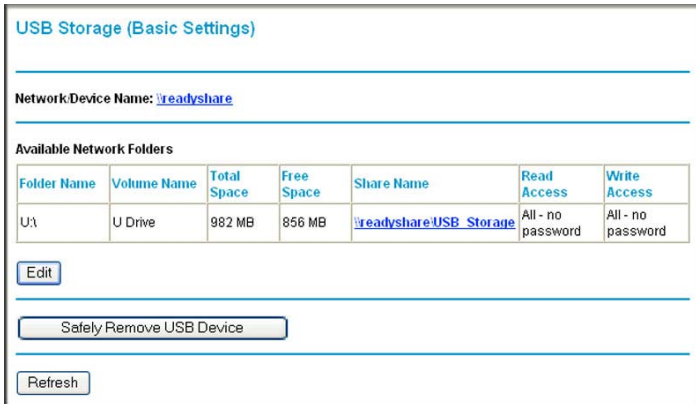 USB Storage (Basic Settings)
Network/Device Name: \\readyshare
Available Network Folders
Folder Name Volume Name Total Space Free Space Share Name Read Access Write Access
U:\ U Drive 982 MB 856 MB \\readyshare\USB_Storage All - no password All - no password
Edit
Safely Remove USB Device
Refresh